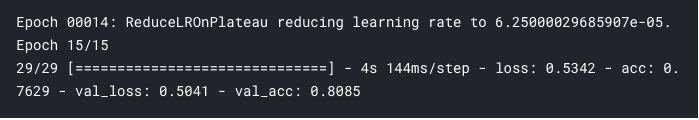 Epoch 00014: ReduceLROnPlateau reducing learning rate to 6.25000029685907e-05.
Epoch 15/15
29/29 [==============================] - 4s 144ms/step - loss: 0.5342 - acc: 0.
7629 - val_loss: 0.5041 - val_acc: 0.8085